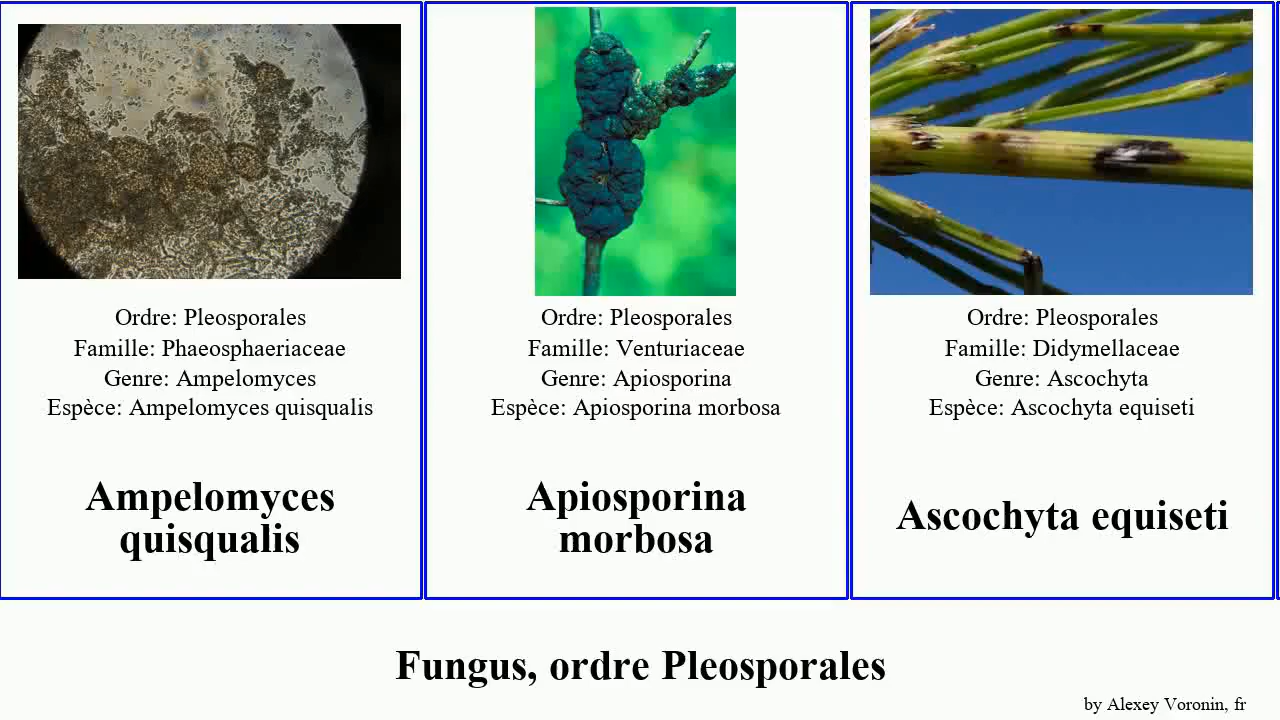 Ordre: Pleosporales
Famille: Phaeosphaeriaceae
Genre: Ampelomyces
Espèce: Ampelomyces quisqualis
Ampelomyces
quisqualis
Ordre: Pleosporales
Famille: Venturiaceae
Genre: Apiosporina
Espèce: Apiosporina morbosa
Apiosporina
morbosa
Ordre: Pleosporales
Famille: Didymellaceae
Genre: Ascochyta
Espèce: Ascochyta equiseti
Ascochyta equiseti
Fungus, ordre Pleosporales
by Alexey Voronin, fr